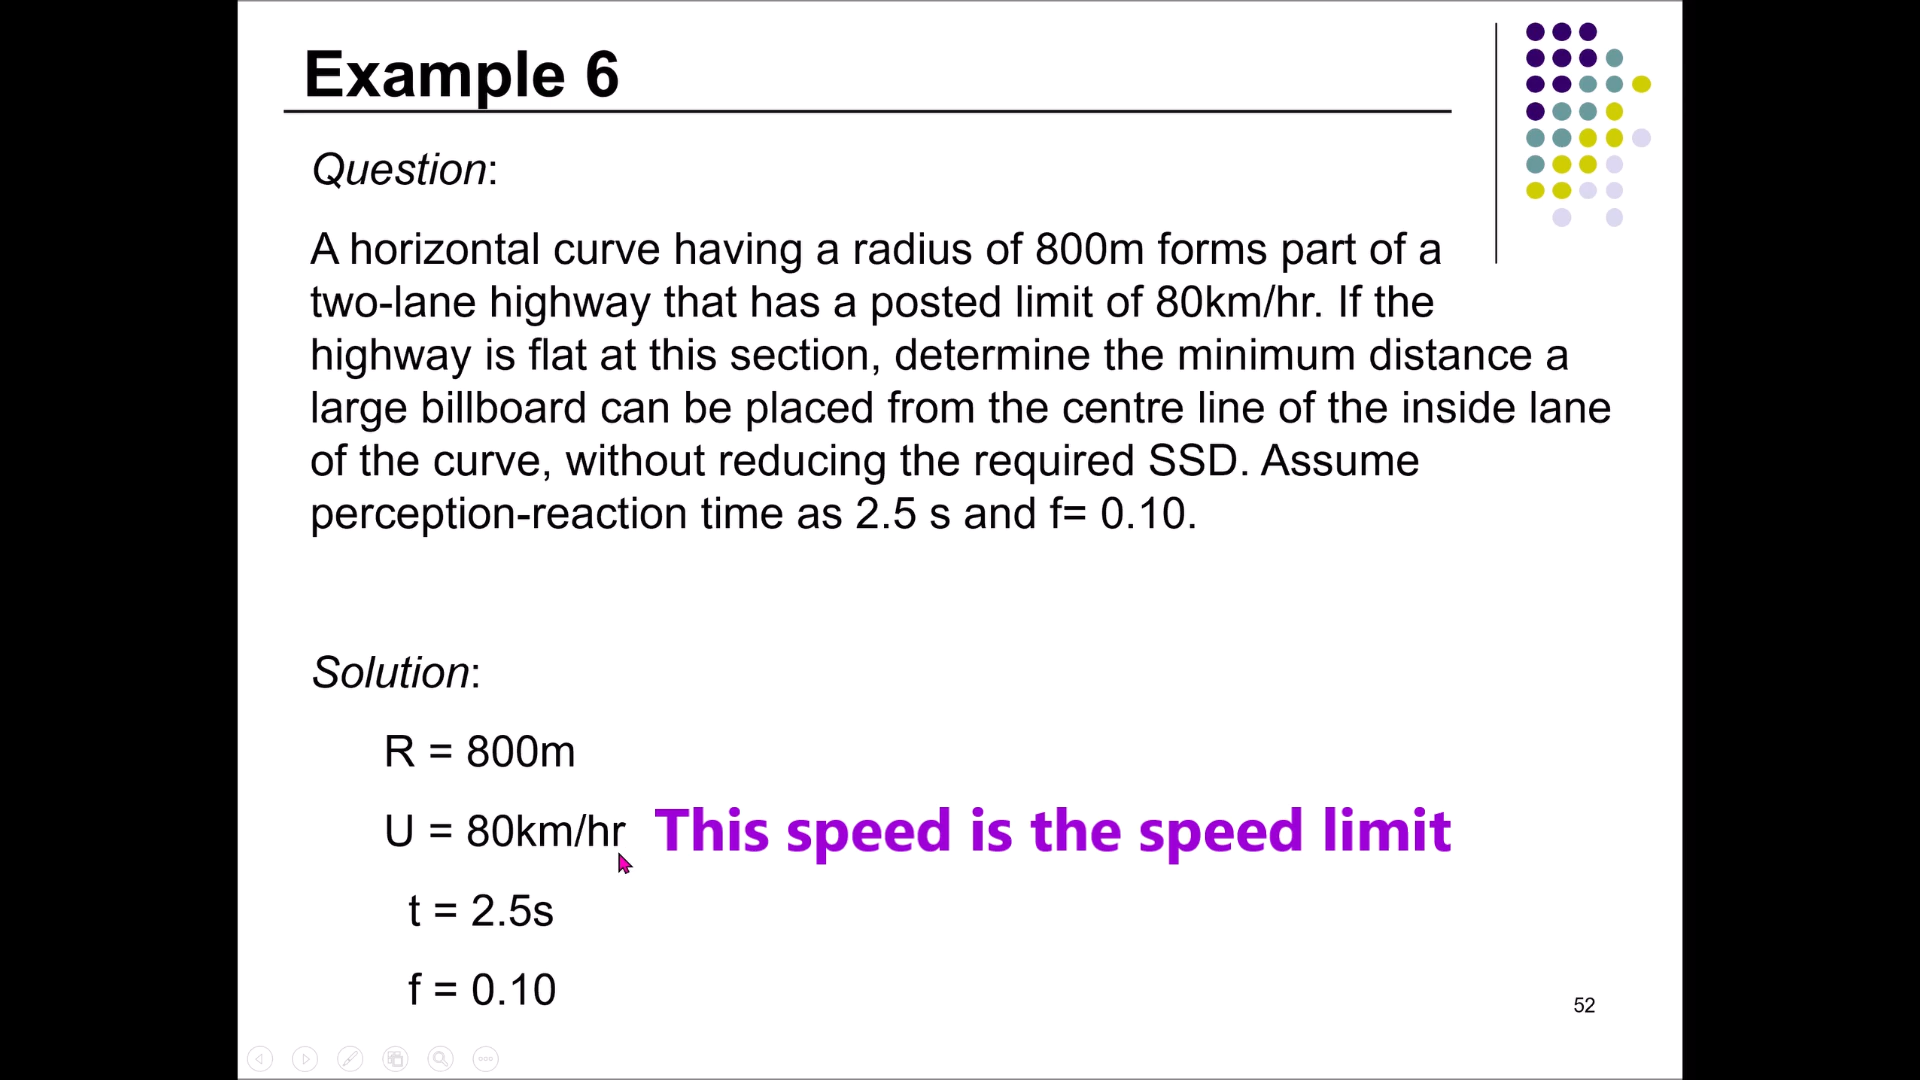 Example 6
Question:
A horizontal curve having a radius of 800m forms part of a
two-lane highway that has a posted limit of 80km/hr. If the
highway is flat at this section, determine the minimum distance a
large billboard can be placed from the centre line of the inside lane
of the curve, without reducing the required SSD. Assume
perception-reaction time as 2.5 s and f= 0.10.
Solution:
R = 800m
U = 80km/hr This speed is the speed limit
t = 2.5s
f = 0.10
52